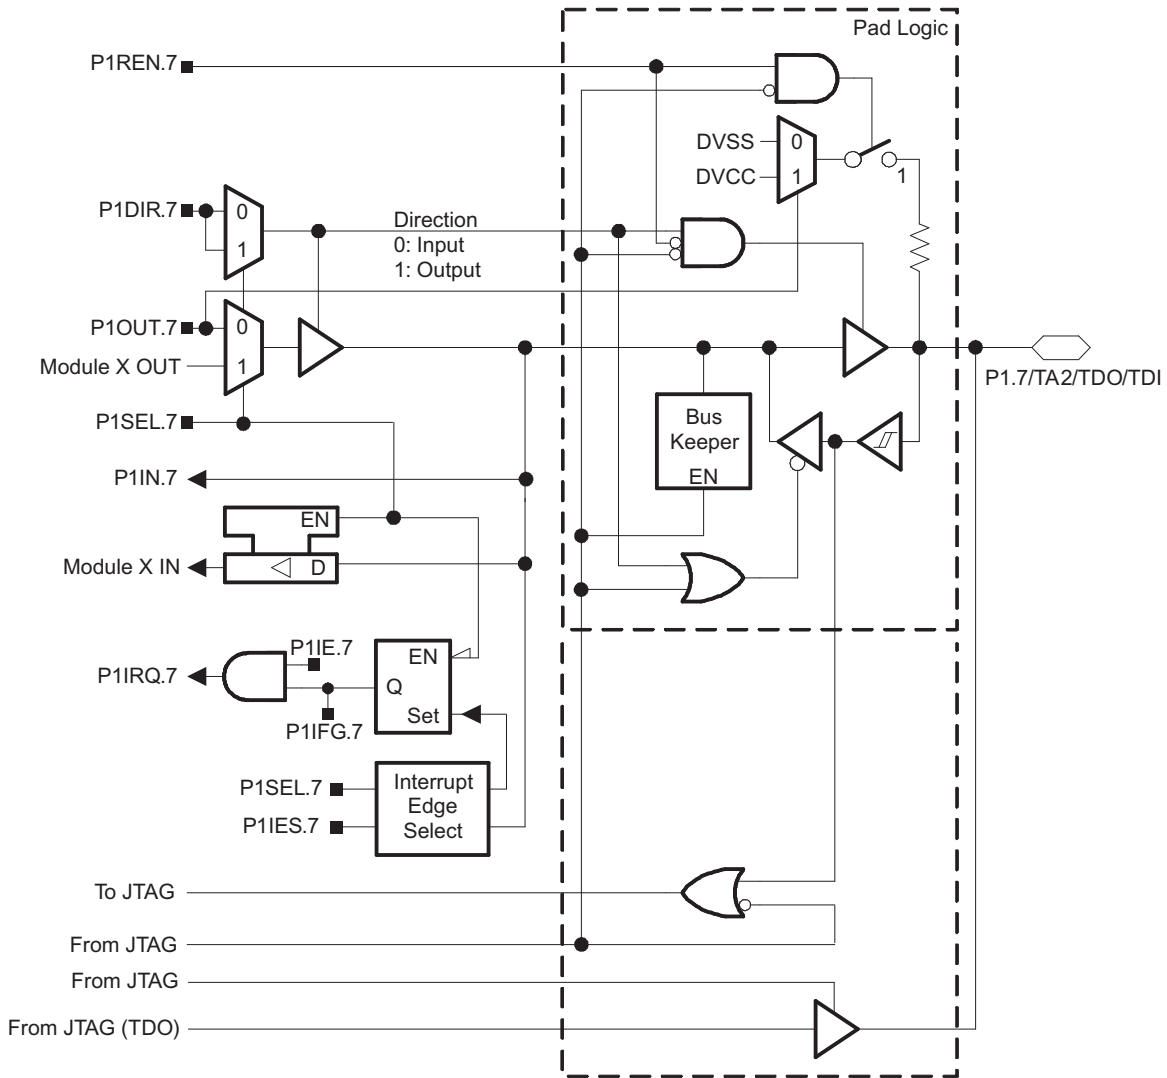 Pad Logic
P1REN.7
DVSS
0
DVCC
1
1
P1DIR.7
0
1
Direction
0: Input
1: Output
P1OUT.7
0
Module X OUT
1
P1.7/TA2/TDO/TDI
P1SEL.7
Bus
Keeper
EN
P1IN.7
EN
Module X IN
D
P1IE.7
P1IRQ.7
EN
Q
Set
P1IFG.7
P1SEL.7
P1IES.7
Interrupt
Edge
Select
To JTAG
From JTAG
From JTAG
From JTAG (TDO)